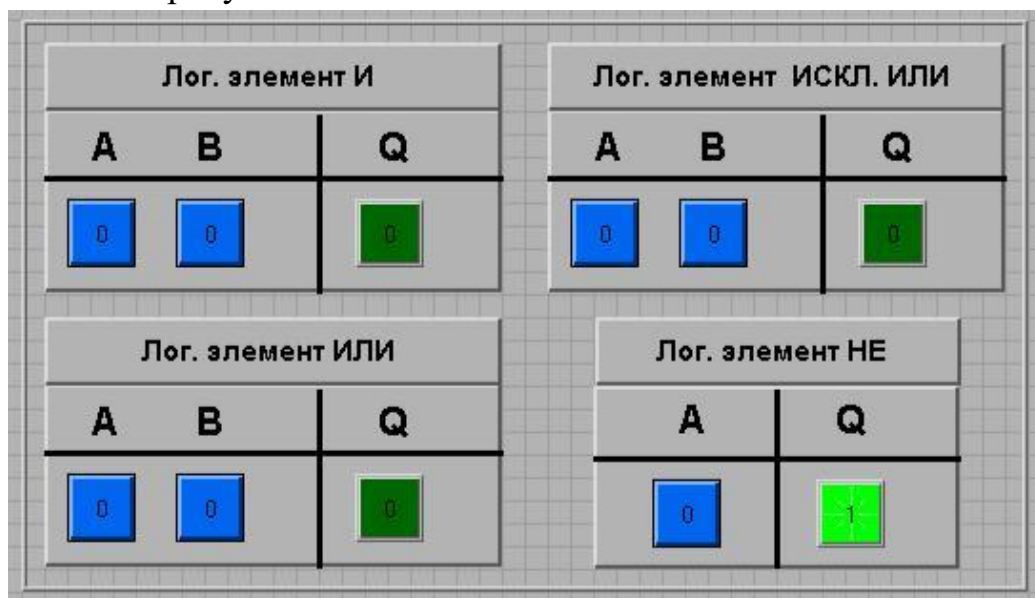 Лог. элемент И
A B Q
0 0 0
Лог. элемент ИСКЛ. ИЛИ
A B Q
0 0 0
Лог. элемент ИЛИ
A B Q
0 0 0
Лог. элемент НЕ
A Q
0 1